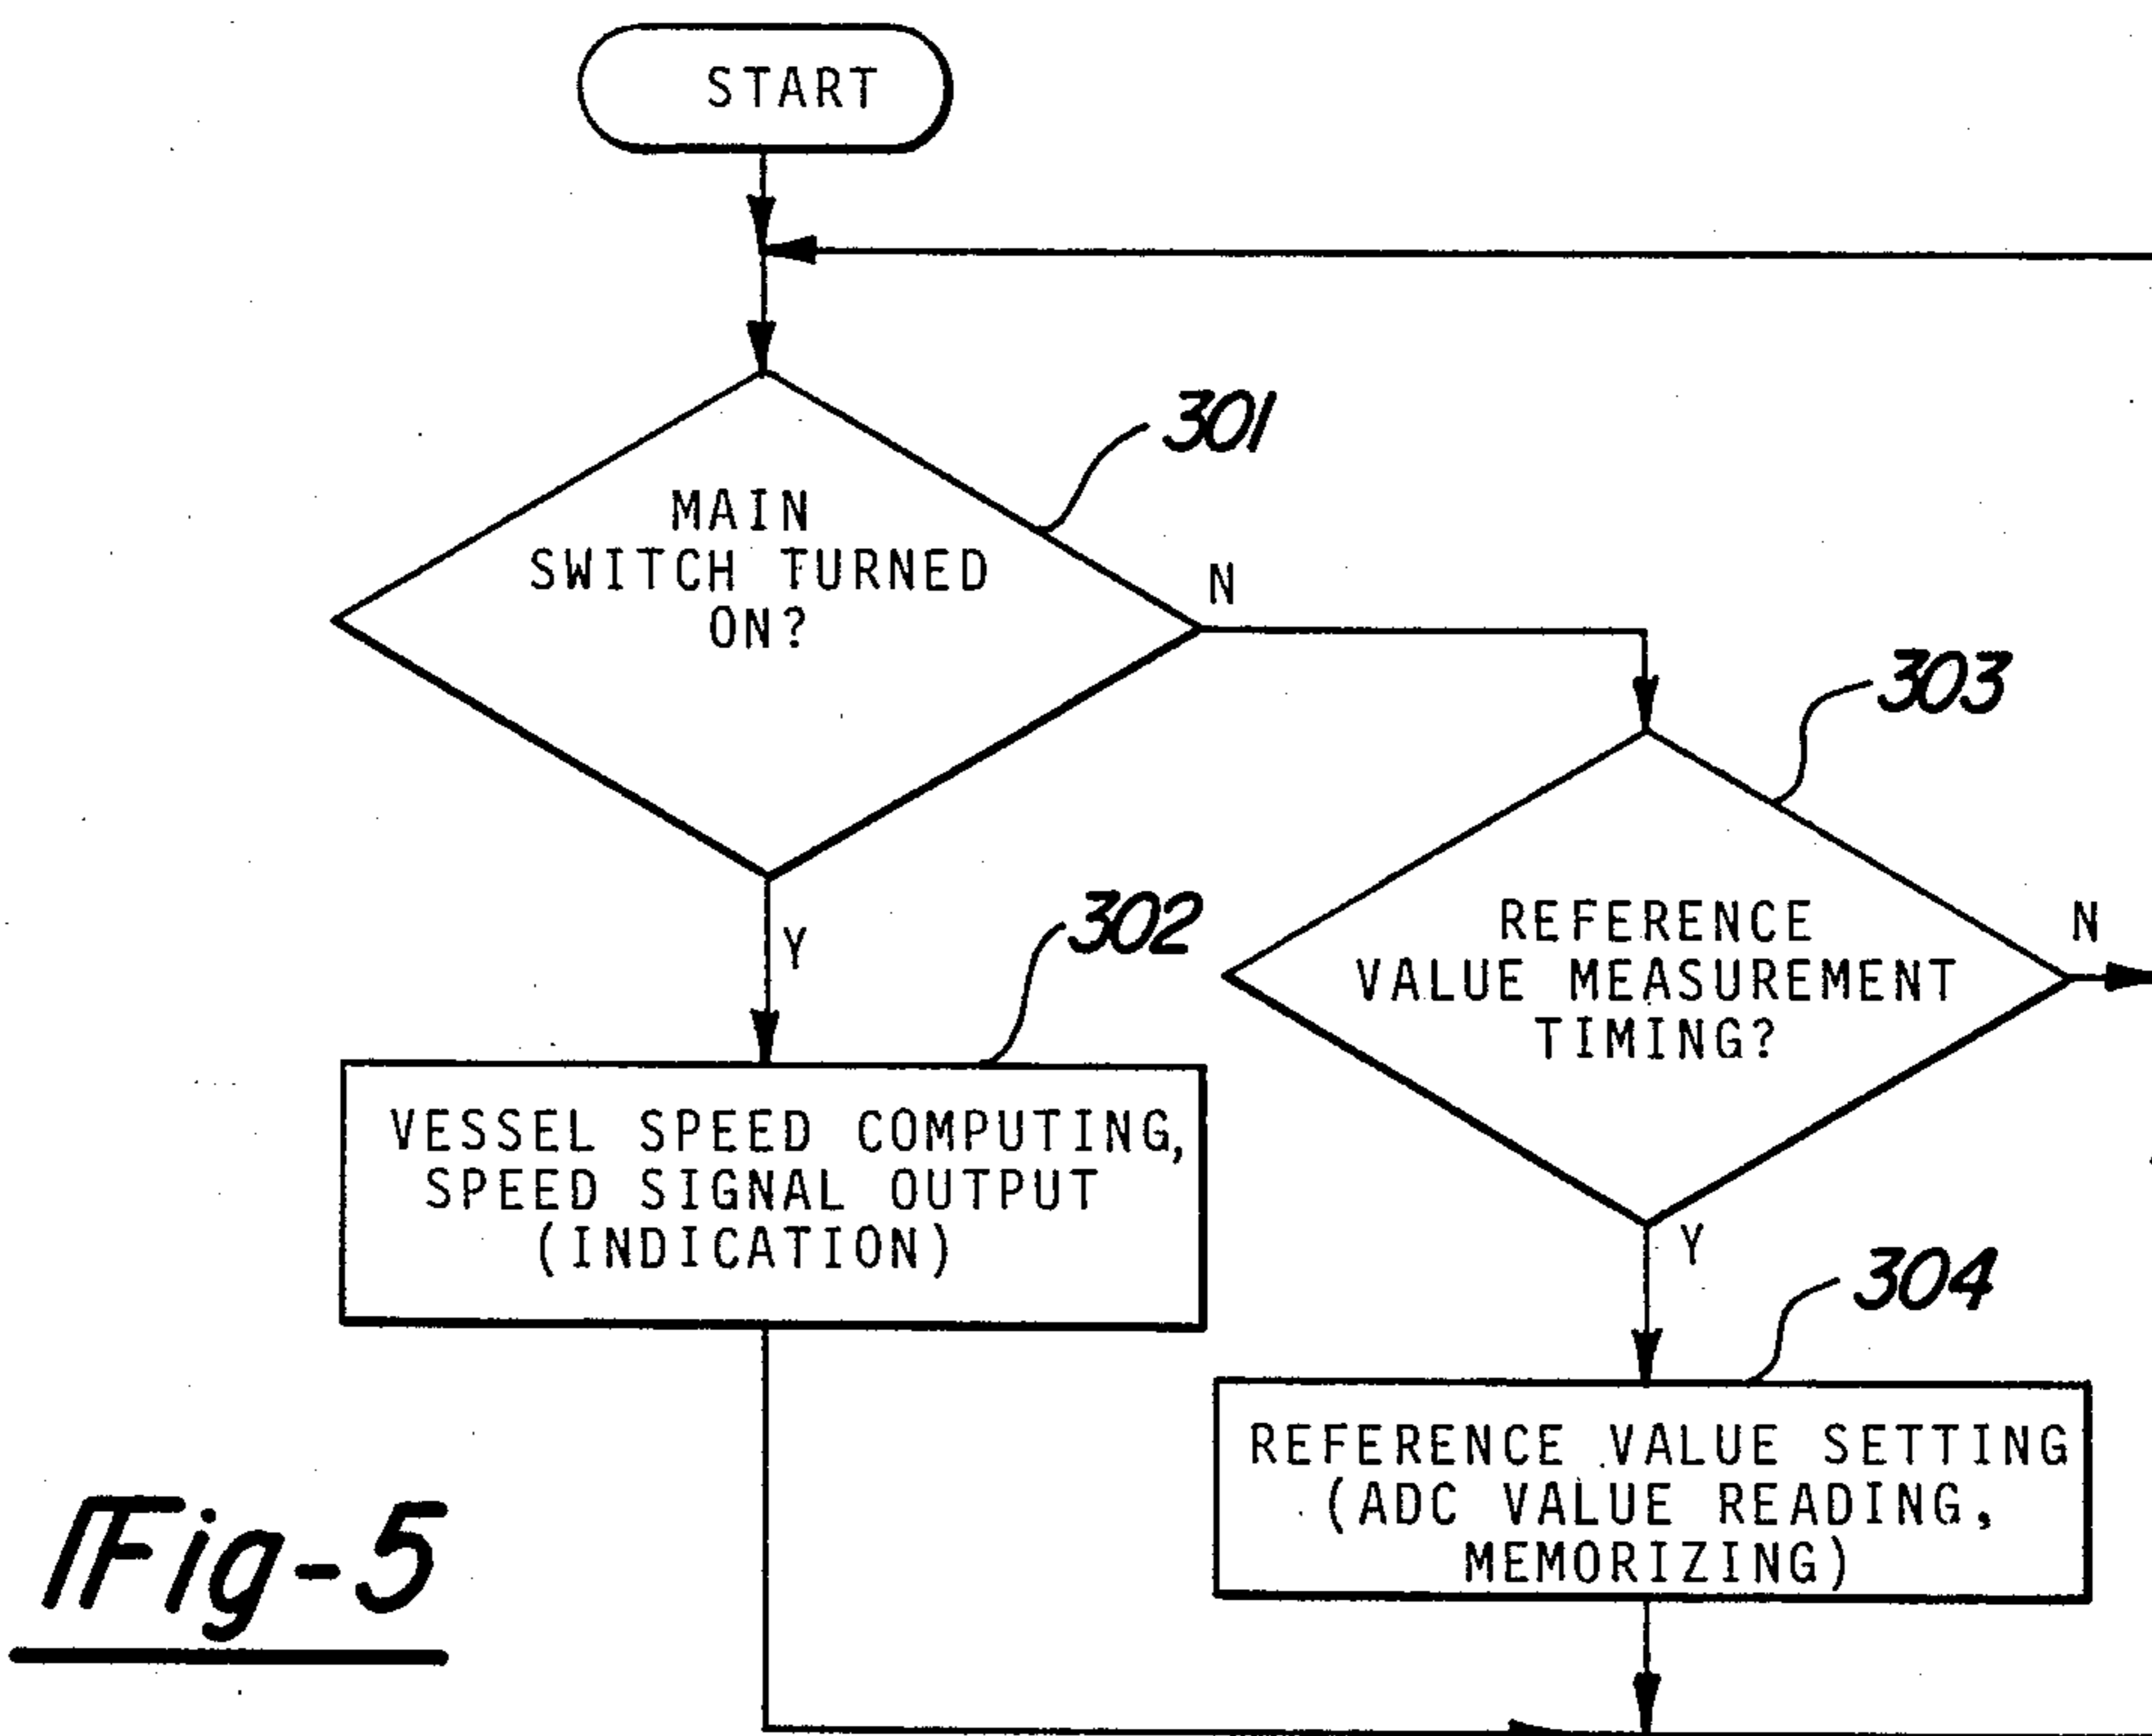 START
301
MAIN
SWITCH TURNED
ON?
N
303
Y
302
REFERENCE
VALUE MEASUREMENT
TIMING?
N
VESSEL SPEED COMPUTING,
SPEED SIGNAL OUTPUT
(INDICATION)
Y
304
REFERENCE VALUE SETTING
(ADC VALUE READING,
MEMORIZING)
Fig-5